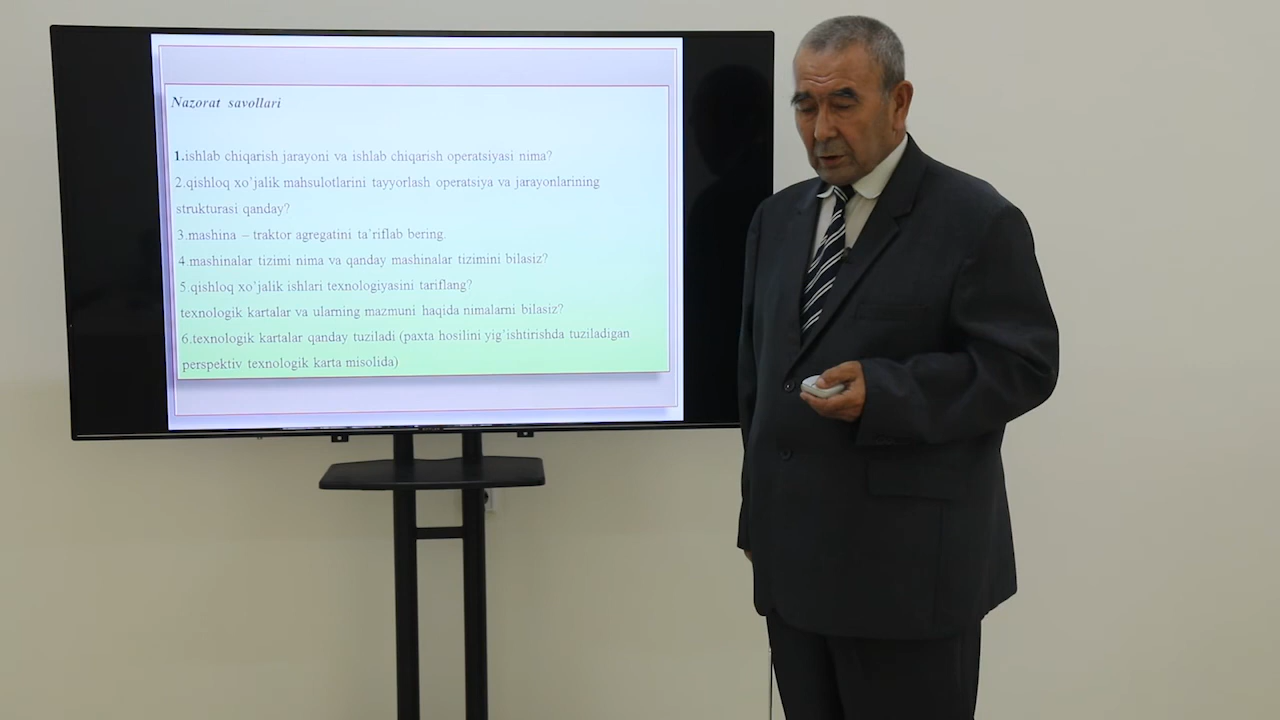 Nazorat savollari
1.ishlab chiqarish jarayoni va ishlab chiqarish operatsiyasi nima?
2.qishloq xo’jalik mahsulotlarini tayyorlash operatsiya va jarayonlarining
strukturasi qanday?
3.mashina – traktor agregatini ta’riflab bering.
4.mashinalar tizimi nima va qanday mashinalar tizimini bilasiz?
5.qishloq xo’jalik ishlari texnologiyasini tariflang?
texnologik kartalar va ularning mazmuni haqida nimalarni bilasiz?
6.texnologik kartalar qanday tuziladi (paxta hosilini yig’ishtirishda tuziladigan
perspektiv texnologik karta misolida)